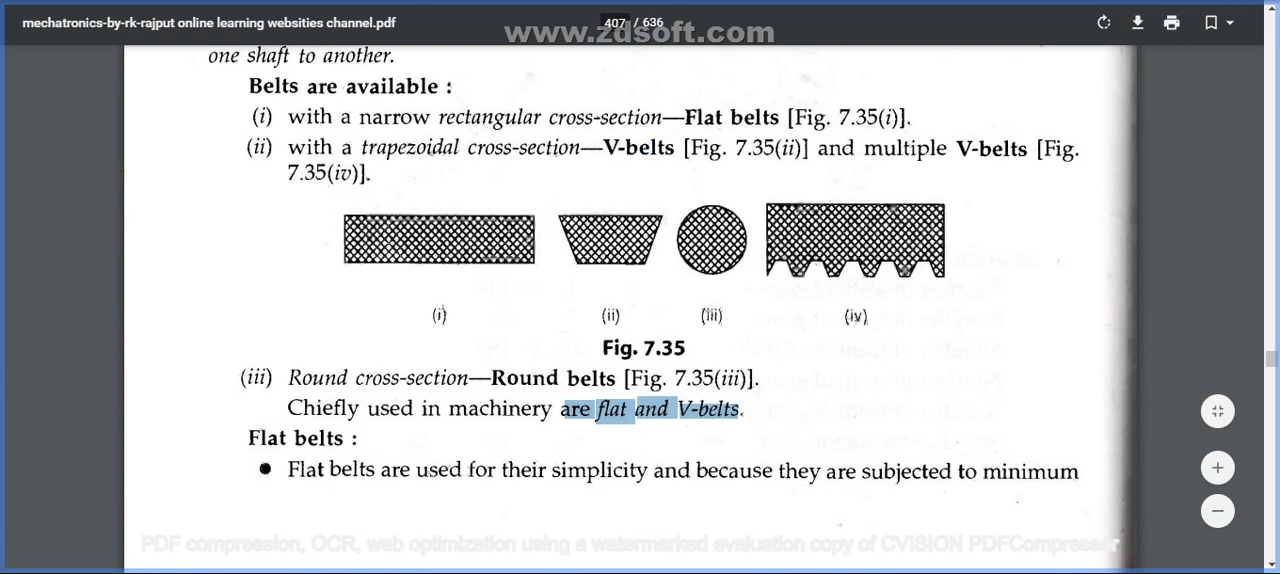 mechatronics-by-rk-rajput online learning websities channel.pdf
407 / 636
www.zdsoft.com
one shaft to another.
Belts are available :
(i) with a narrow rectangular cross-section—Flat belts [Fig. 7.35(i)].
(ii) with a trapezoidal cross-section—V-belts [Fig. 7.35(ii)] and multiple V-belts [Fig.
7.35(iv)].
(i) (ii) (iii) (iv)
Fig. 7.35
(iii) Round cross-section—Round belts [Fig. 7.35(iii)].
Chiefly used in machinery are flat and V-belts.
Flat belts :
● Flat belts are used for their simplicity and because they are subjected to minimum
PDF compression, OCR, web optimization using a watermarked evaluation copy of CVISION PDFCompressor